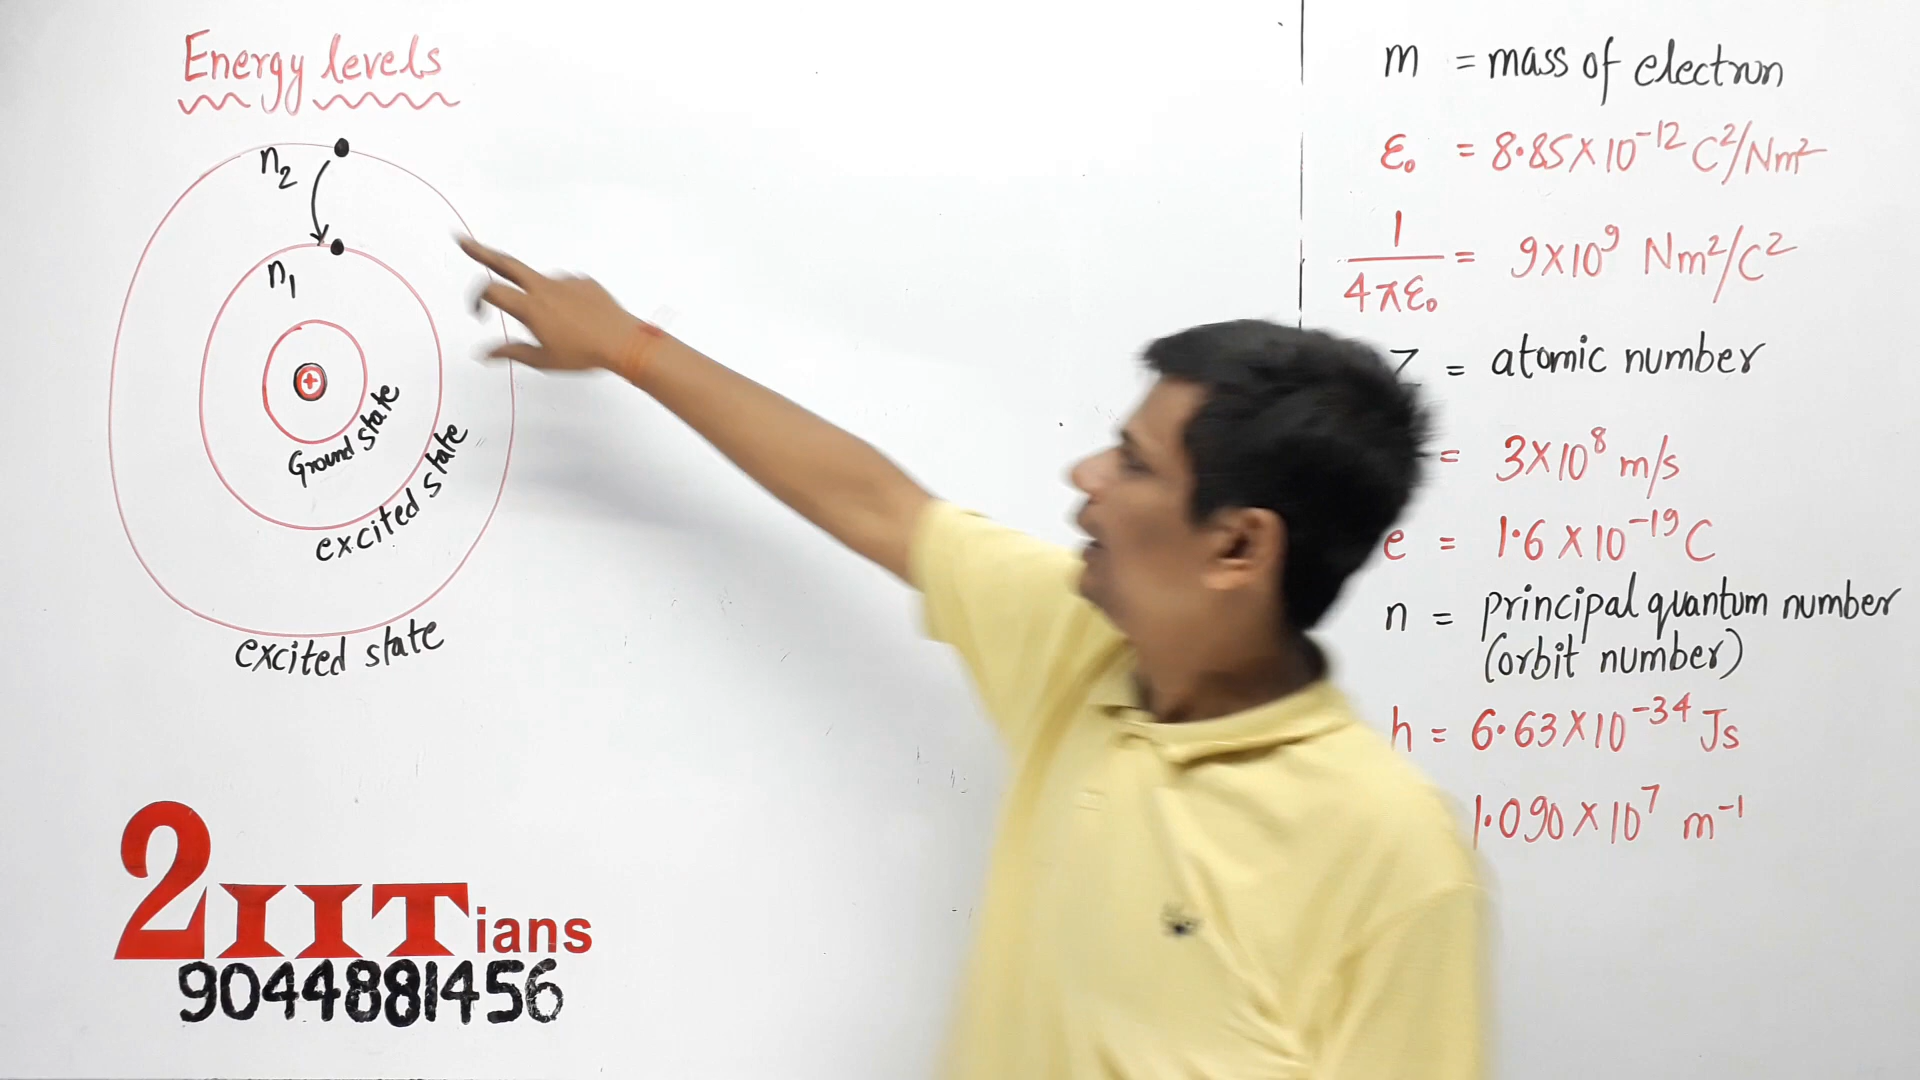 Energy levels
n2
n1
+
Ground state
excited state
excited state
2IITians
9044881456
m = mass of electron
ε₀ = 8.85×10⁻¹² C²/Nm²
1/4πε₀ = 9×10⁹ Nm²/C²
Z = atomic number
= 3×10⁸ m/s
e = 1.6×10⁻¹⁹ C
n = principal quantum number
(orbit number)
h = 6.63×10⁻³⁴ Js
1.090×10⁷ m⁻¹